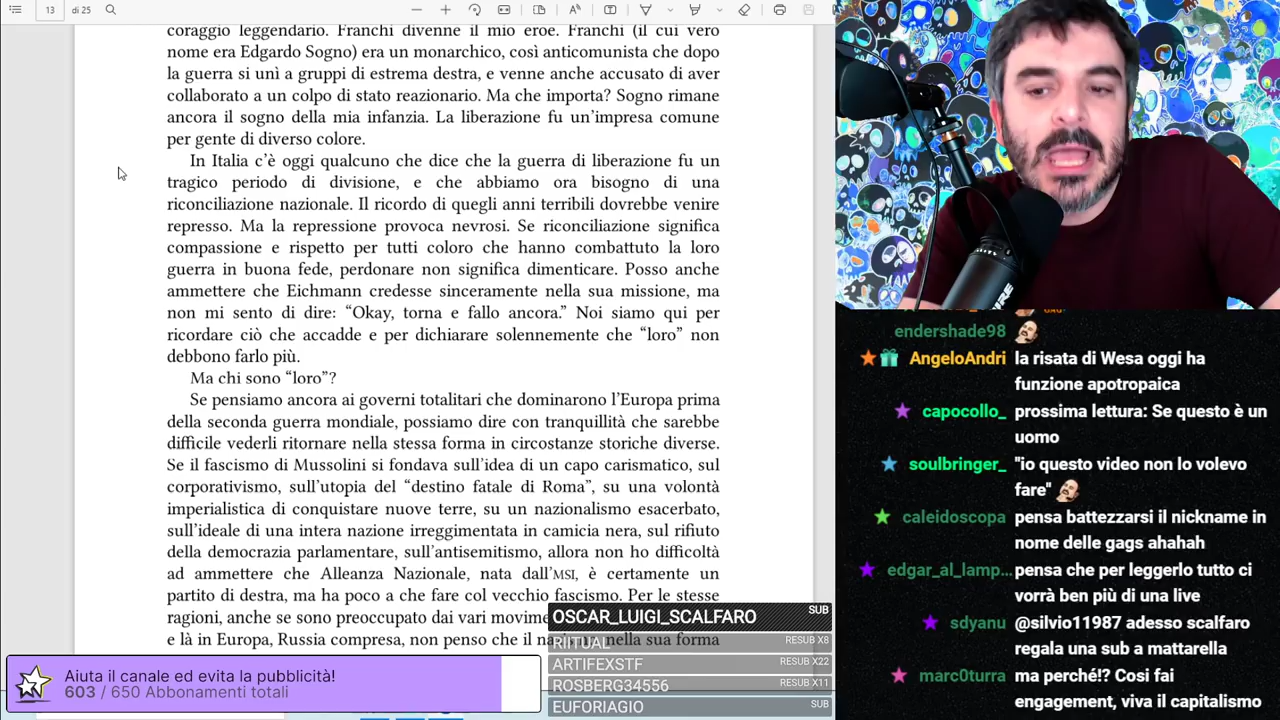 13 di 25
coraggio leggendario. Franchi divenne il mio eroe. Franchi (il cui vero
nome era Edgardo Sogno) era un monarchico, così anticomunista che dopo
la guerra si unì a gruppi di estrema destra, e venne anche accusato di aver
collaborato a un colpo di stato reazionario. Ma che importa? Sogno rimane
ancora il sogno della mia infanzia. La liberazione fu un’impresa comune
per gente di diverso colore.
In Italia c’è oggi qualcuno che dice che la guerra di liberazione fu un
tragico periodo di divisione, e che abbiamo ora bisogno di una
riconciliazione nazionale. Il ricordo di quegli anni terribili dovrebbe venire
represso. Ma la repressione provoca nevrosi. Se riconciliazione significa
compassione e rispetto per tutti coloro che hanno combattuto la loro
guerra in buona fede, perdonare non significa dimenticare. Posso anche
ammettere che Eichmann credesse sinceramente nella sua missione, ma
non mi sento di dire: “Okay, torna e fallo ancora.” Noi siamo qui per
ricordare ciò che accadde e per dichiarare solennemente che “loro” non
debbono farlo più.
Ma chi sono “loro”?
Se pensiamo ancora ai governi totalitari che dominarono l’Europa prima
della seconda guerra mondiale, possiamo dire con tranquillità che sarebbe
difficile vederli ritornare nella stessa forma in circostanze storiche diverse.
Se il fascismo di Mussolini si fondava sull’idea di un capo carismatico, sul
corporativismo, sull’utopia del “destino fatale di Roma”, su una volontà
imperialistica di conquistare nuove terre, su un nazionalismo esacerbato,
sull’ideale di una intera nazione irreggimentata in camicia nera, sul rifiuto
della democrazia parlamentare, sull’antisemitismo, allora non ho difficoltà
ad ammettere che Alleanza Nazionale, nata dall’MSI, è certamente un
partito di destra, ma ha poco a che fare col vecchio fascismo. Per le stesse
ragioni, anche se sono preoccupato dai vari
e là in Europa, Russia compresa, non penso che il nella sua forma
Aiuta il canale ed evita la pubblicità!
603 / 650 Abbonamenti totali
OSCAR_LUIGI_SCALFARO SUB
RIITUAL RESUB X8
ARTIFEXSTF RESUB X22
ROSBERG34556 RESUB X11
EUFORIAGIO SUB
endershade98
AngeloAndri la risata di Wesa oggi ha
funzione apotropaica
capocollo_ prossima lettura: Se questo è un
uomo
soulbringer_ "io questo video non lo volevo
fare"
caleidoscopa pensa battezzarsi il nickname in
nome delle gags ahahah
edgar_al_lamp... pensa che per leggerlo tutto ci
vorrà ben più di una live
sdyanu @silvio11987 adesso scalfaro
regala una sub a mattarella
marc0turra ma perché!? Cosi fai
engagement, viva il capitalismo